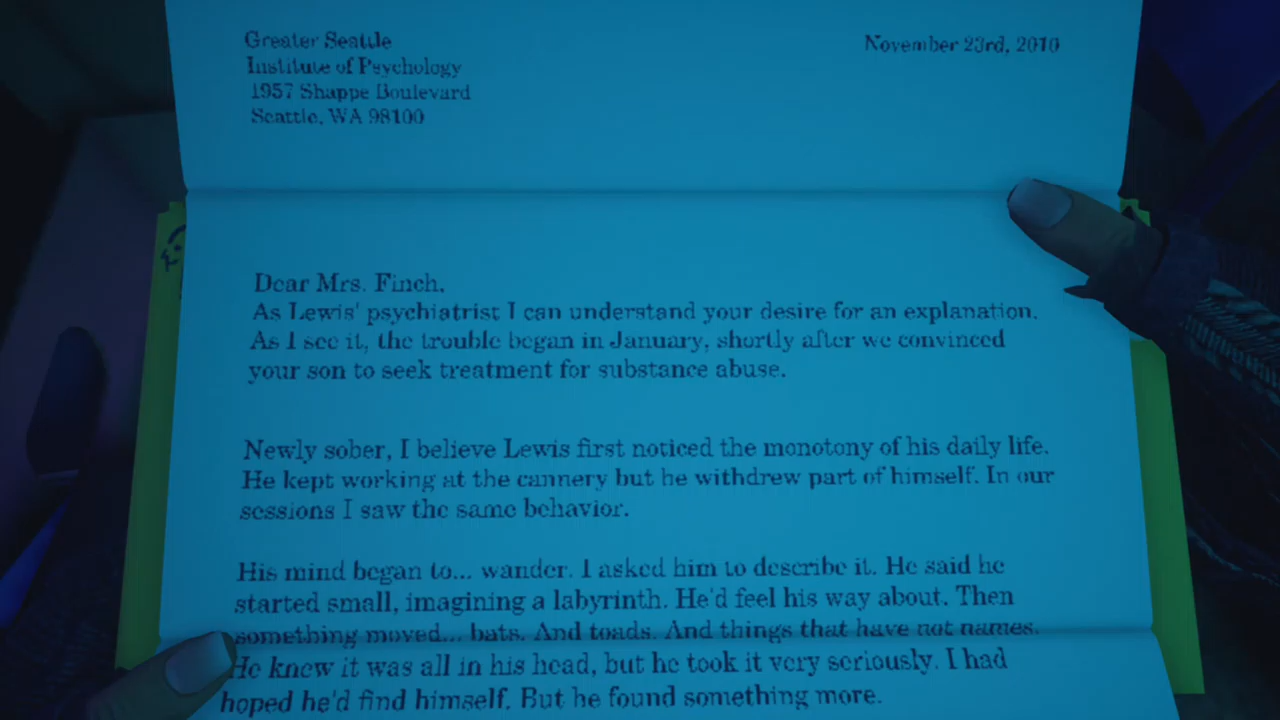 Greater Seattle
November 23rd, 2010
Institute of Psychology
1957 Shappe Boulevard
Seattle, WA 98100
Dear Mrs. Finch.
As Lewis' psychiatrist I can understand your desire for an explanation.
As I see it, the trouble began in January, shortly after we convinced
your son to seek treatment for substance abuse.
Newly sober, I believe Lewis first noticed the monotony of his daily life.
He kept working at the cannery but he withdrew part of himself. In our
sessions I saw the same behavior.
His mind began to... wander. I asked him to describe it. He said he
started small, imagining a labyrinth. He'd feel his way about. Then
something moved... bats. And toads. And things that have not names.
He knew it was all in his head, but he took it very seriously. I had
hoped he'd find himself. But he found something more.